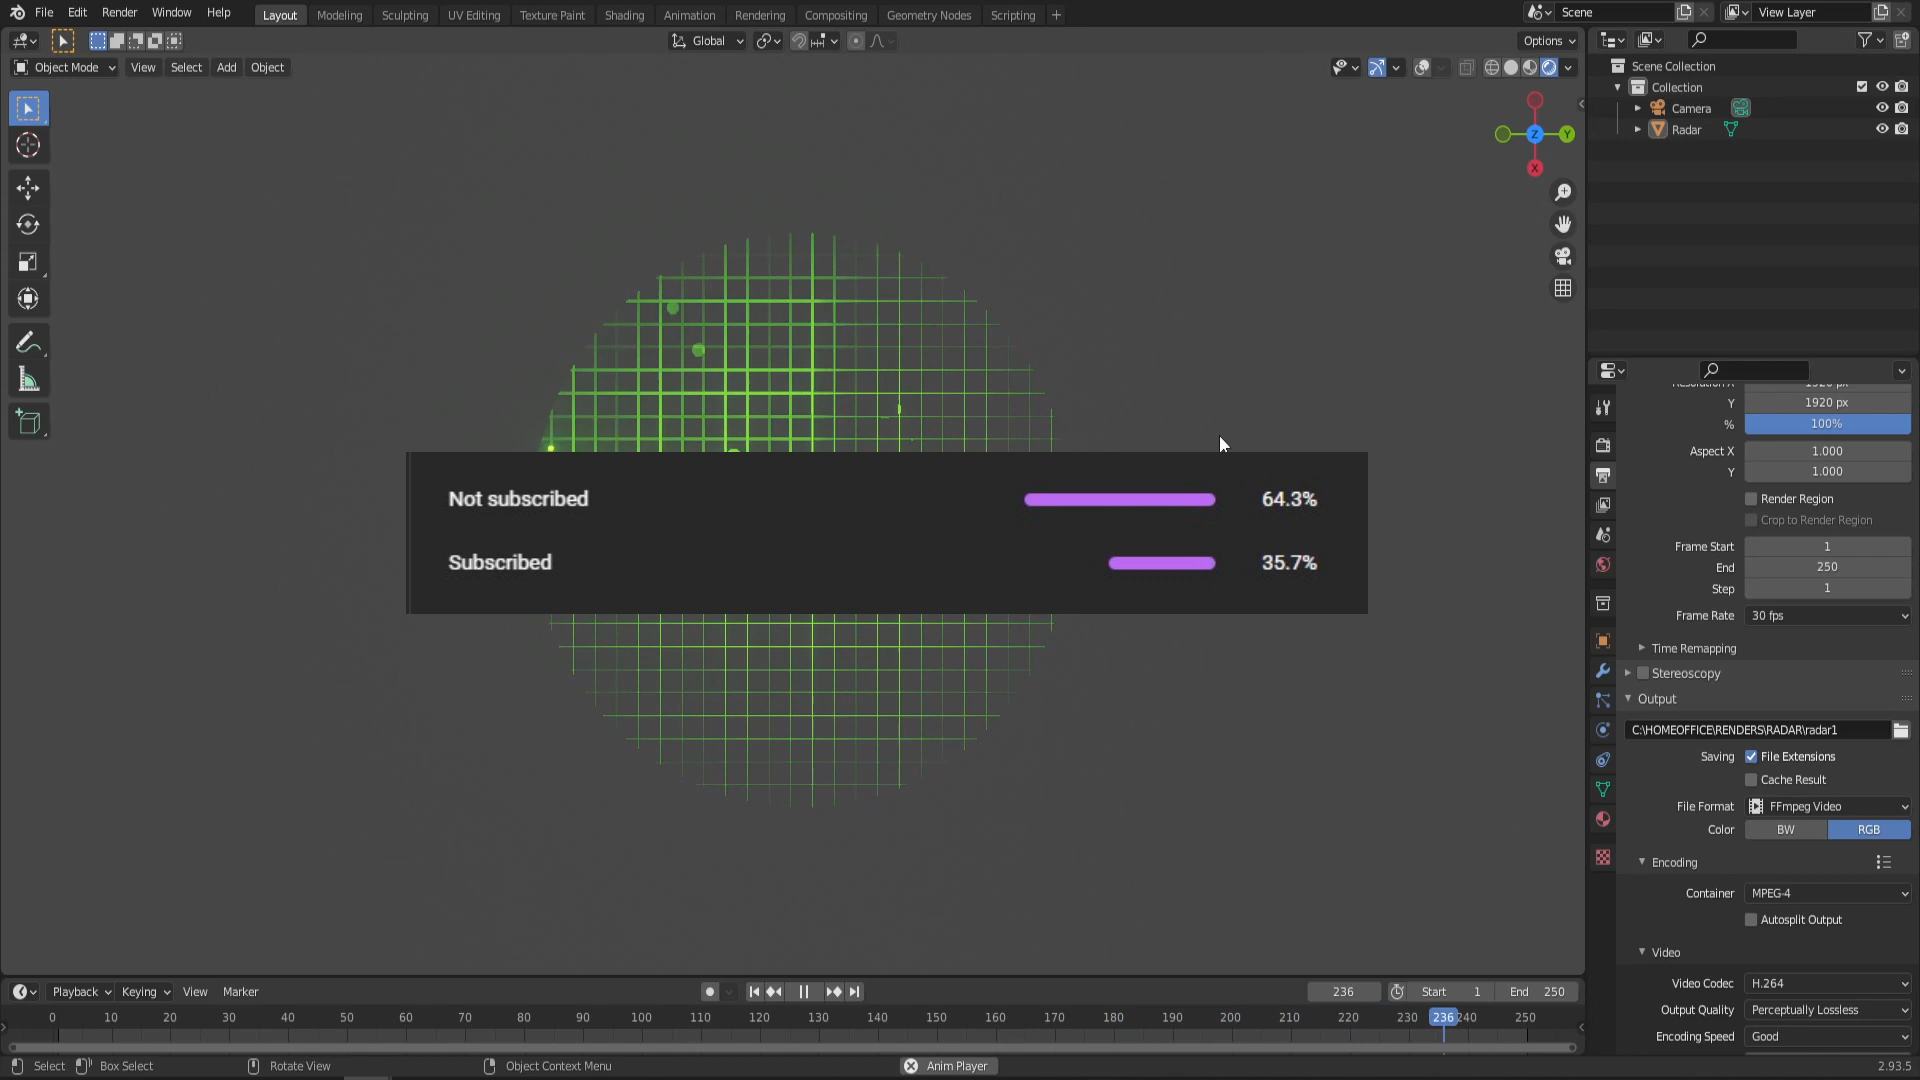 File Edit Render Window Help Layout Modeling Sculpting UV Editing Texture Paint Shading Animation Rendering Compositing Geometry Nodes Scripting + Scene View Layer
Global Options
Object Mode View Select Add Object
Scene Collection
Collection
Camera
Radar
Z Y
X
Y 1920 px
% 100%
Aspect X 1.000
Y 1.000
Render Region
Crop to Render Region
Frame Start 1
End 250
Step 1
Frame Rate 30 fps
Time Remapping
Stereoscopy
Output
C:\HOMEOFFICE\RENDERS\RADAR\radar1
Saving File Extensions
Cache Result
File Format FFmpeg Video
Color BW RGB
Encoding
Container MPEG-4
Autosplit Output
Video
Video Codec H.264
Output Quality Perceptually Lossless
Encoding Speed Good
Not subscribed 64.3%
Subscribed 35.7%
Playback Keying View Marker 236 Start 1 End 250
0 10 20 30 40 50 60 70 80 90 100 110 120 130 140 150 160 170 180 190 200 210 220 230 236 240 250
Select Box Select Rotate View Object Context Menu Anim Player 2.93.5